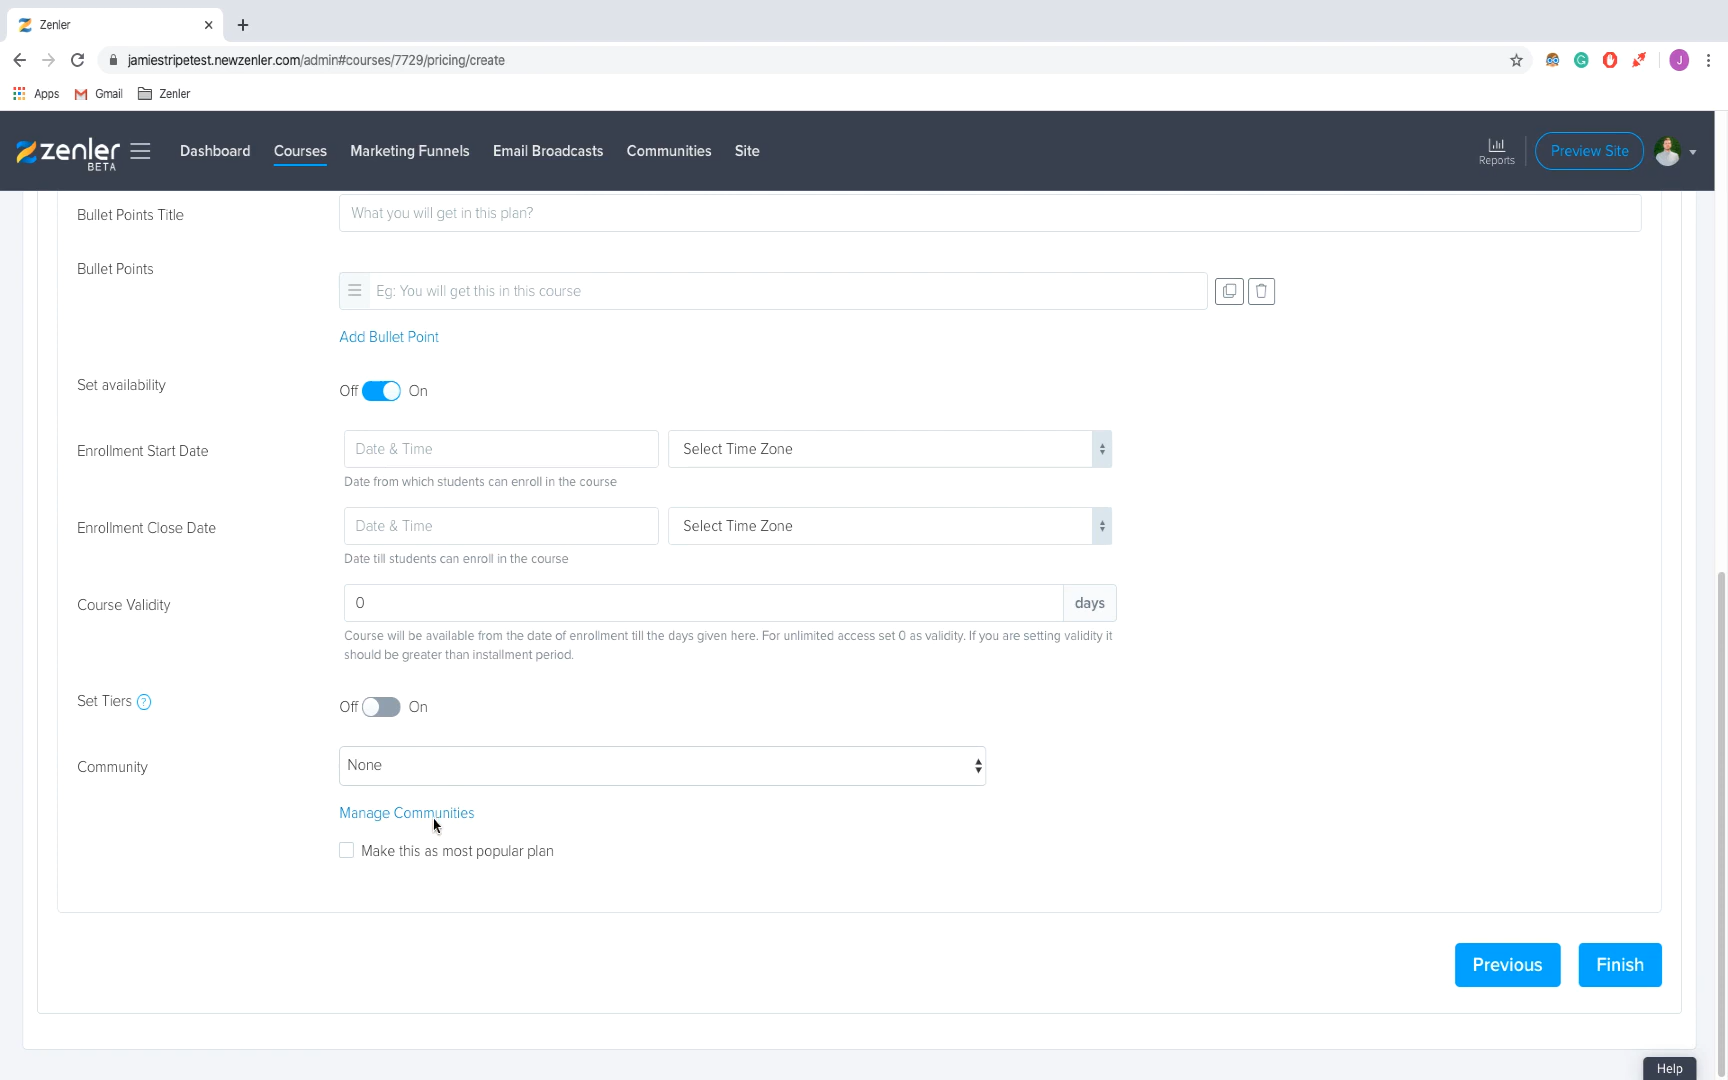 Zenler
jamiestripetest.newzenler.com/admin#courses/7729/pricing/create
J
Apps Gmail Zenler
zenler BETA Dashboard Courses Marketing Funnels Email Broadcasts Communities Site Reports Preview Site
Bullet Points Title What you will get in this plan?
Bullet Points
Eg: You will get this in this course
Add Bullet Point
Set availability Off On
Enrollment Start Date Date & Time Select Time Zone
Date from which students can enroll in the course
Enrollment Close Date Date & Time Select Time Zone
Date till students can enroll in the course
Course Validity 0 days
Course will be available from the date of enrollment till the days given here. For unlimited access set 0 as validity. If you are setting validity it
should be greater than installment period.
Set Tiers ? Off On
Community None
Manage Communities
Make this as most popular plan
Previous Finish
Help